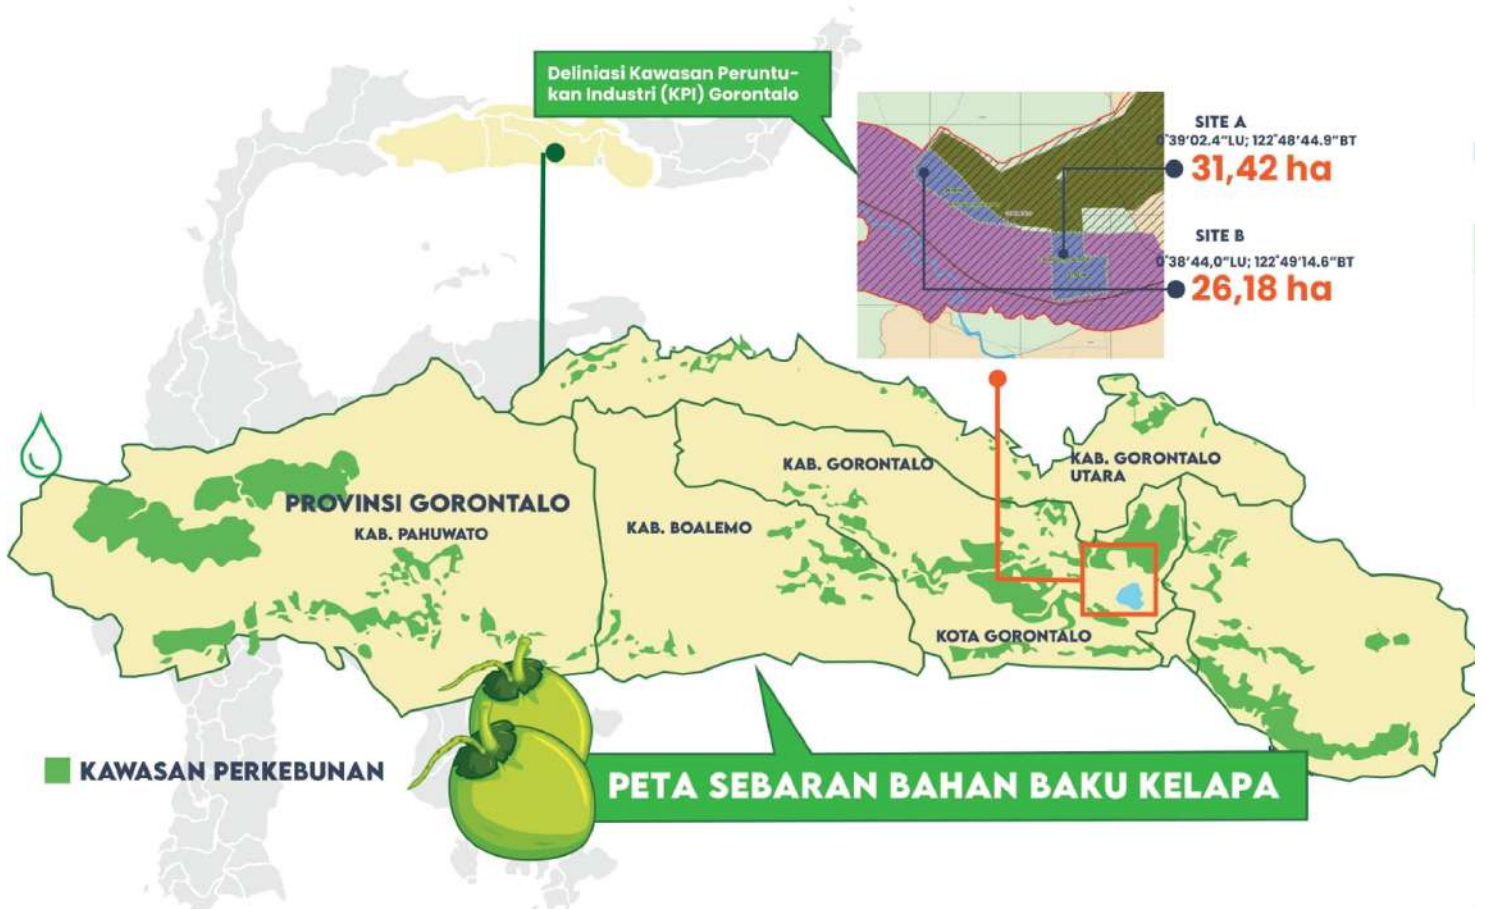 Deliniasi Kawasan Peruntu-
kan Industri (KPI) Gorontalo
SITE A
0°39'02.4"LU; 122°48'44.9"BT
31,42 ha
SITE B
0°38'44,0"LU; 122°49'14.6"BT
26,18 ha
KAB. GORONTALO
KAB. GORONTALO
UTARA
PROVINSI GORONTALO
KAB. PAHUWATO
KAB. BOALEMO
KOTA GORONTALO
KAWASAN PERKEBUNAN
PETA SEBARAN BAHAN BAKU KELAPA